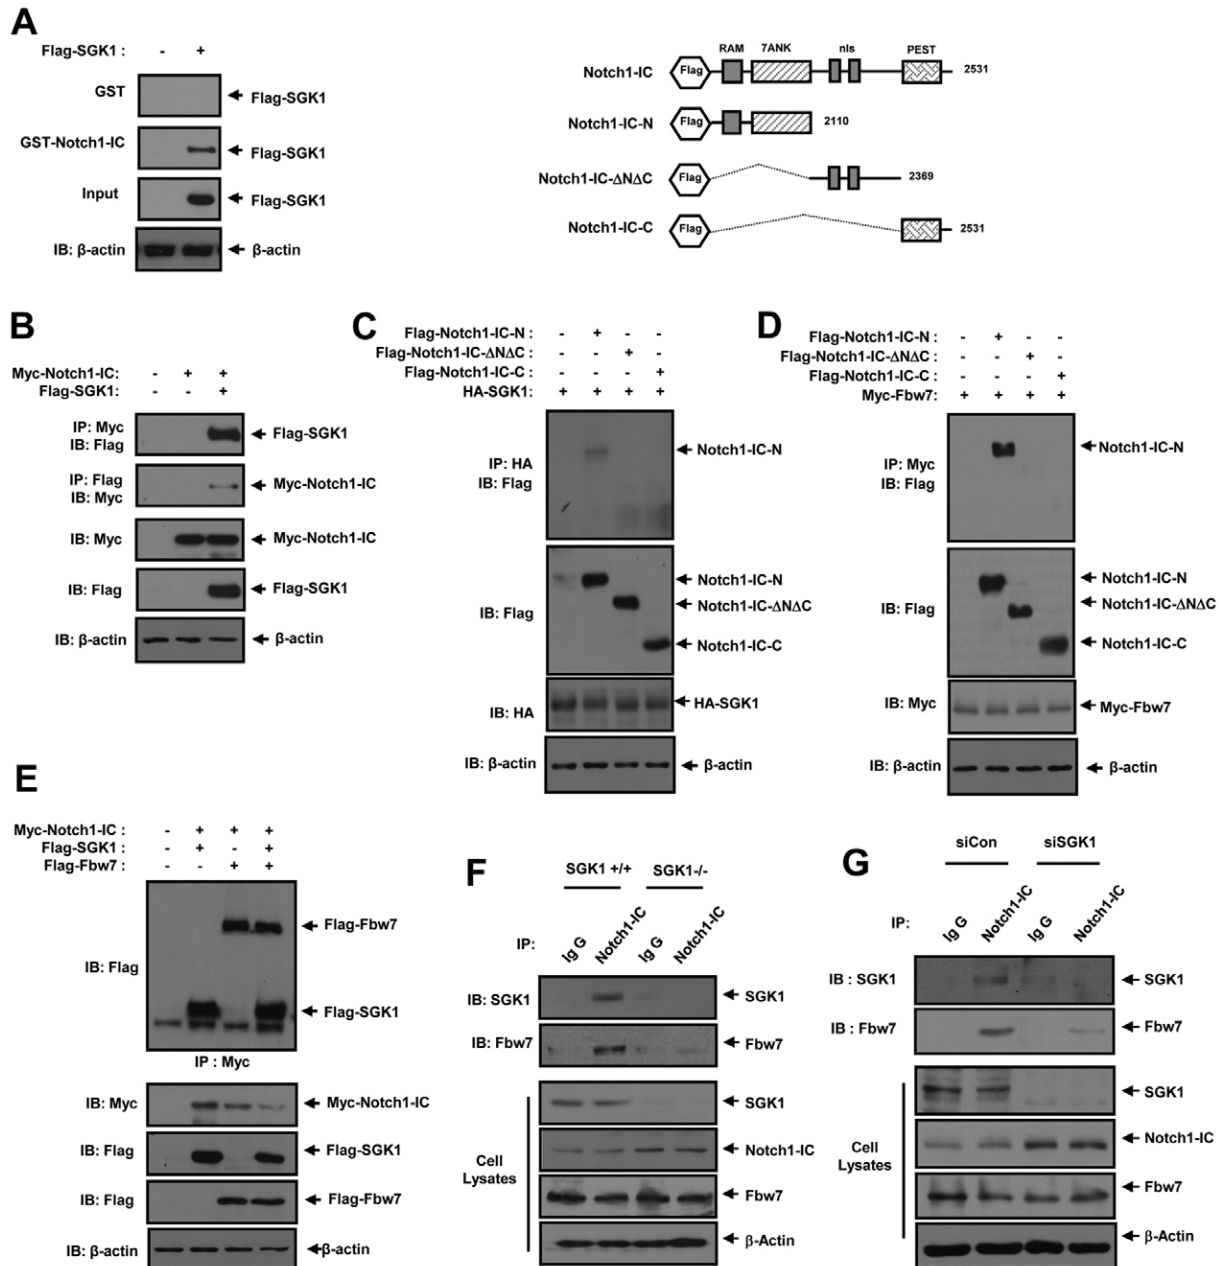 A
Flag-SGK1 : - +
GST
Flag-SGK1
GST-Notch1-IC
Flag-SGK1
Input
Flag-SGK1
IB: β-actin
β-actin
RAM 7ANK nls PEST
Notch1-IC Flag 2531
Notch1-IC-N Flag 2110
Notch1-IC-ΔNΔC Flag 2369
Notch1-IC-C Flag 2531
B
Myc-Notch1-IC: - + +
Flag-SGK1: - - +
IP: Myc
IB: Flag
Flag-SGK1
IP: Flag
IB: Myc
Myc-Notch1-IC
IB: Myc
Myc-Notch1-IC
IB: Flag
Flag-SGK1
IB: β-actin
β-actin
C
Flag-Notch1-IC-N : - + - -
Flag-Notch1-IC-ΔNΔC : - - + -
Flag-Notch1-IC-C : - - - +
HA-SGK1: + + + +
IP: HA
IB: Flag
Notch1-IC-N
IB: Flag
Notch1-IC-N
Notch1-IC-ΔNΔC
Notch1-IC-C
IB: HA
HA-SGK1
IB: β-actin
β-actin
D
Flag-Notch1-IC-N : - + - -
Flag-Notch1-IC-ΔNΔC : - - + -
Flag-Notch1-IC-C : - - - +
Myc-Fbw7: + + + +
IP: Myc
IB: Flag
Notch1-IC-N
IB: Flag
Notch1-IC-N
Notch1-IC-ΔNΔC
Notch1-IC-C
IB: Myc
Myc-Fbw7
IB: β-actin
β-actin
E
Myc-Notch1-IC : - + + +
Flag-SGK1 : - + - +
Flag-Fbw7 : - - + +
IB: Flag
Flag-Fbw7
Flag-SGK1
IP : Myc
IB: Myc
Myc-Notch1-IC
IB: Flag
Flag-SGK1
IB: Flag
Flag-Fbw7
IB: β-actin
β-actin
F
SGK1 +/+ SGK1-/-
IP: Ig G Notch1-IC Ig G Notch1-IC
IB: SGK1
SGK1
IB: Fbw7
Fbw7
Cell
Lysates
SGK1
Notch1-IC
Fbw7
β-Actin
G
siCon siSGK1
IP: Ig G Notch1-IC Ig G Notch1-IC
IB : SGK1
SGK1
IB : Fbw7
Fbw7
Cell
Lysates
SGK1
Notch1-IC
Fbw7
β-Actin